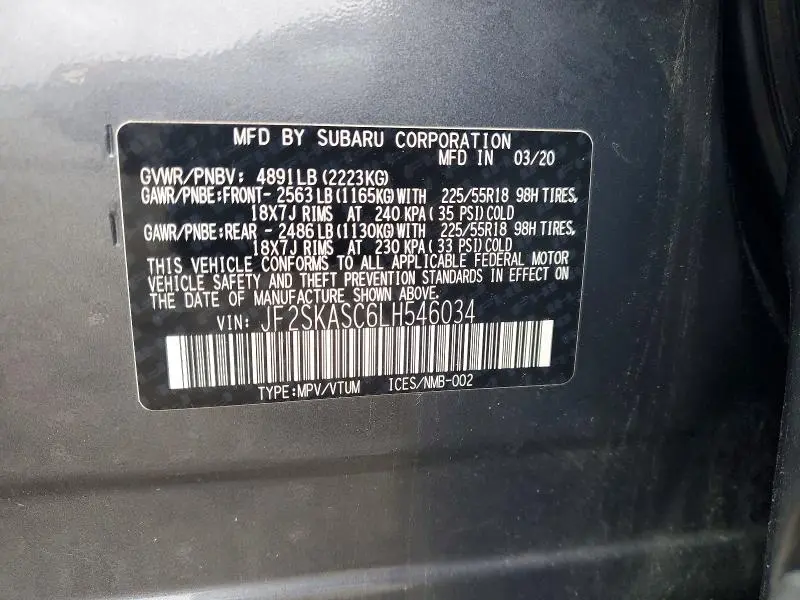 MFD BY SUBARU CORPORATION
MFD IN 03/20
GVWR/PNBV: 4891LB (2223KG)
GAWR/PNBE:FRONT- 2563LB (1165KG)WITH 225/55R18 98H TIRES,
18X7J RIMS AT 240 KPA( 35 PSI)COLD
GAWR/PNBE:REAR - 2486LB (1130KG)WITH 225/55R18 98H TIRES,
18X7J RIMS AT 230 KPA( 33 PSI)COLD
THIS VEHICLE CONFORMS TO ALL APPLICABLE FEDERAL MOTOR
VEHICLE SAFETY AND THEFT PREVENTION STANDARDS IN EFFECT ON
THE DATE OF MANUFACTURE SHOWN ABOVE.
VIN: JF2SKASC6LH546034
TYPE:MPV/VTUM ICES/NMB-002